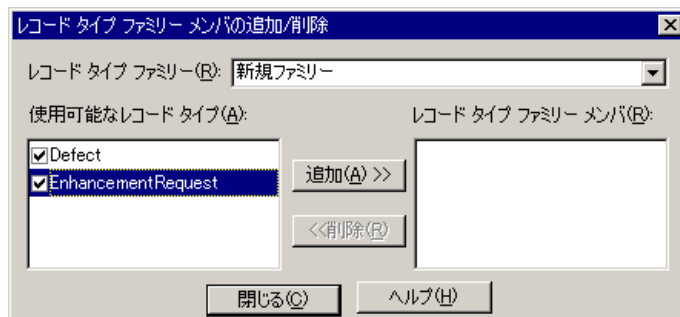 レコード タイプ ファミリー メンバの追加/削除
レコード タイプ ファミリー(R): 新規ファミリー
使用可能なレコード タイプ(A):
レコード タイプ ファミリー メンバ(R):
Defect
EnhancementRequest
追加(A) >>
<<削除(R)
閉じる(C)
ヘルプ(H)